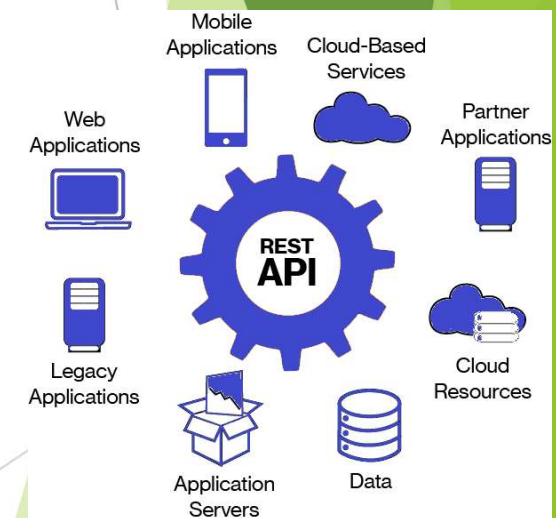 Mobile
Applications
Cloud-Based
Services
Web
Applications
Partner
Applications
REST
API
Legacy
Applications
Cloud
Resources
Application
Servers
Data